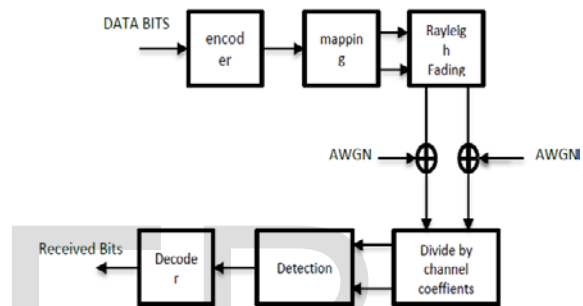 DATA BITS
encod
er
mappin
g
Rayleig
h
Fading
AWGN
AWGN
Received Bits
Decode
r
Detection
Divide by
channel
coeffients